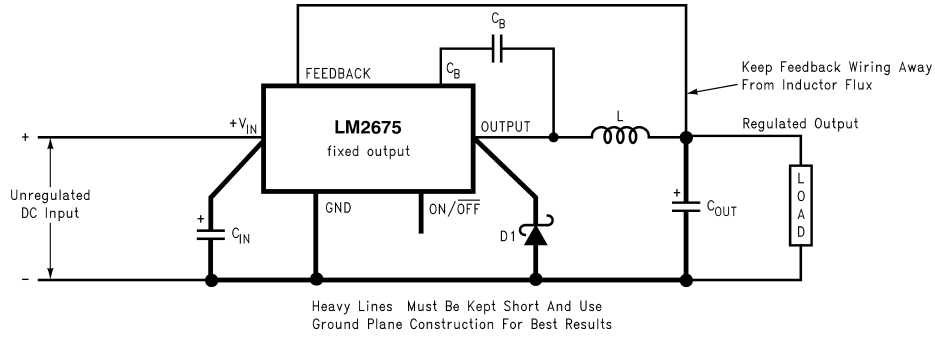 C_B
FEEDBACK
C_B
Keep Feedback Wiring Away
From Inductor Flux
+V_IN
LM2675
fixed output
OUTPUT
L
Regulated Output
+
Unregulated
DC Input
−
+
C_IN
GND
ON/O̅F̅F̅
D1
+
C_OUT
LOAD
Heavy Lines Must Be Kept Short And Use
Ground Plane Construction For Best Results